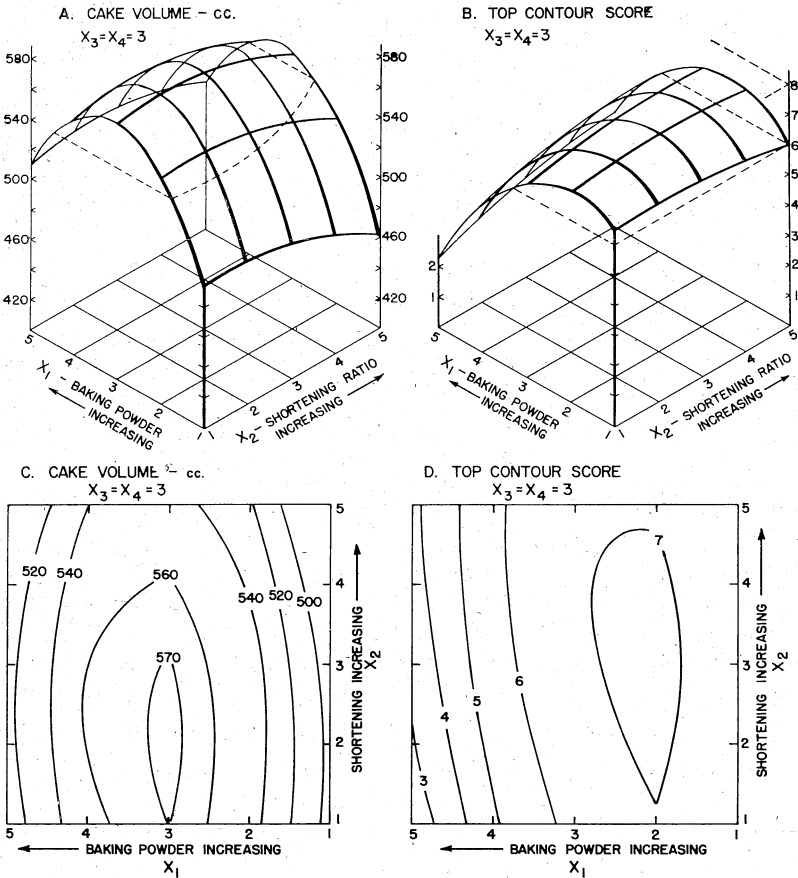 A. CAKE VOLUME - cc.
X3=X4=3
B. TOP CONTOUR SCORE
X3=X4=3
580
540
500
460
420
580
540
500
460
420
5
4
3
2
1
2
3
4
5
X1 - BAKING POWDER
INCREASING
X2 - SHORTENING RATIO
INCREASING
2
1
8
7
6
5
4
3
2
1
5
4
3
2
1
2
3
4
5
X1 - BAKING POWDER
INCREASING
X2 - SHORTENING RATIO
INCREASING
C. CAKE VOLUME - cc.
X3=X4=3
520
540
560
570
540
520
500
5
4
3
2
1
SHORTENING INCREASING
X2
5
4
3
2
1
BAKING POWDER INCREASING
X1
D. TOP CONTOUR SCORE
X3=X4=3
7
6
5
4
3
5
4
3
2
1
SHORTENING INCREASING
X2
5
4
3
2
1
BAKING POWDER INCREASING
X1